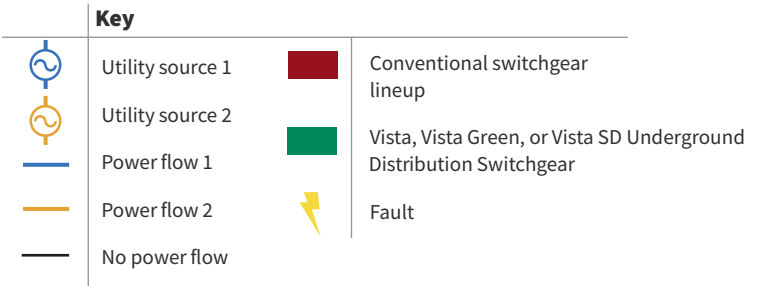 Key
Utility source 1
Utility source 2
Power flow 1
Power flow 2
No power flow
Conventional switchgear
lineup
Vista, Vista Green, or Vista SD Underground
Distribution Switchgear
Fault